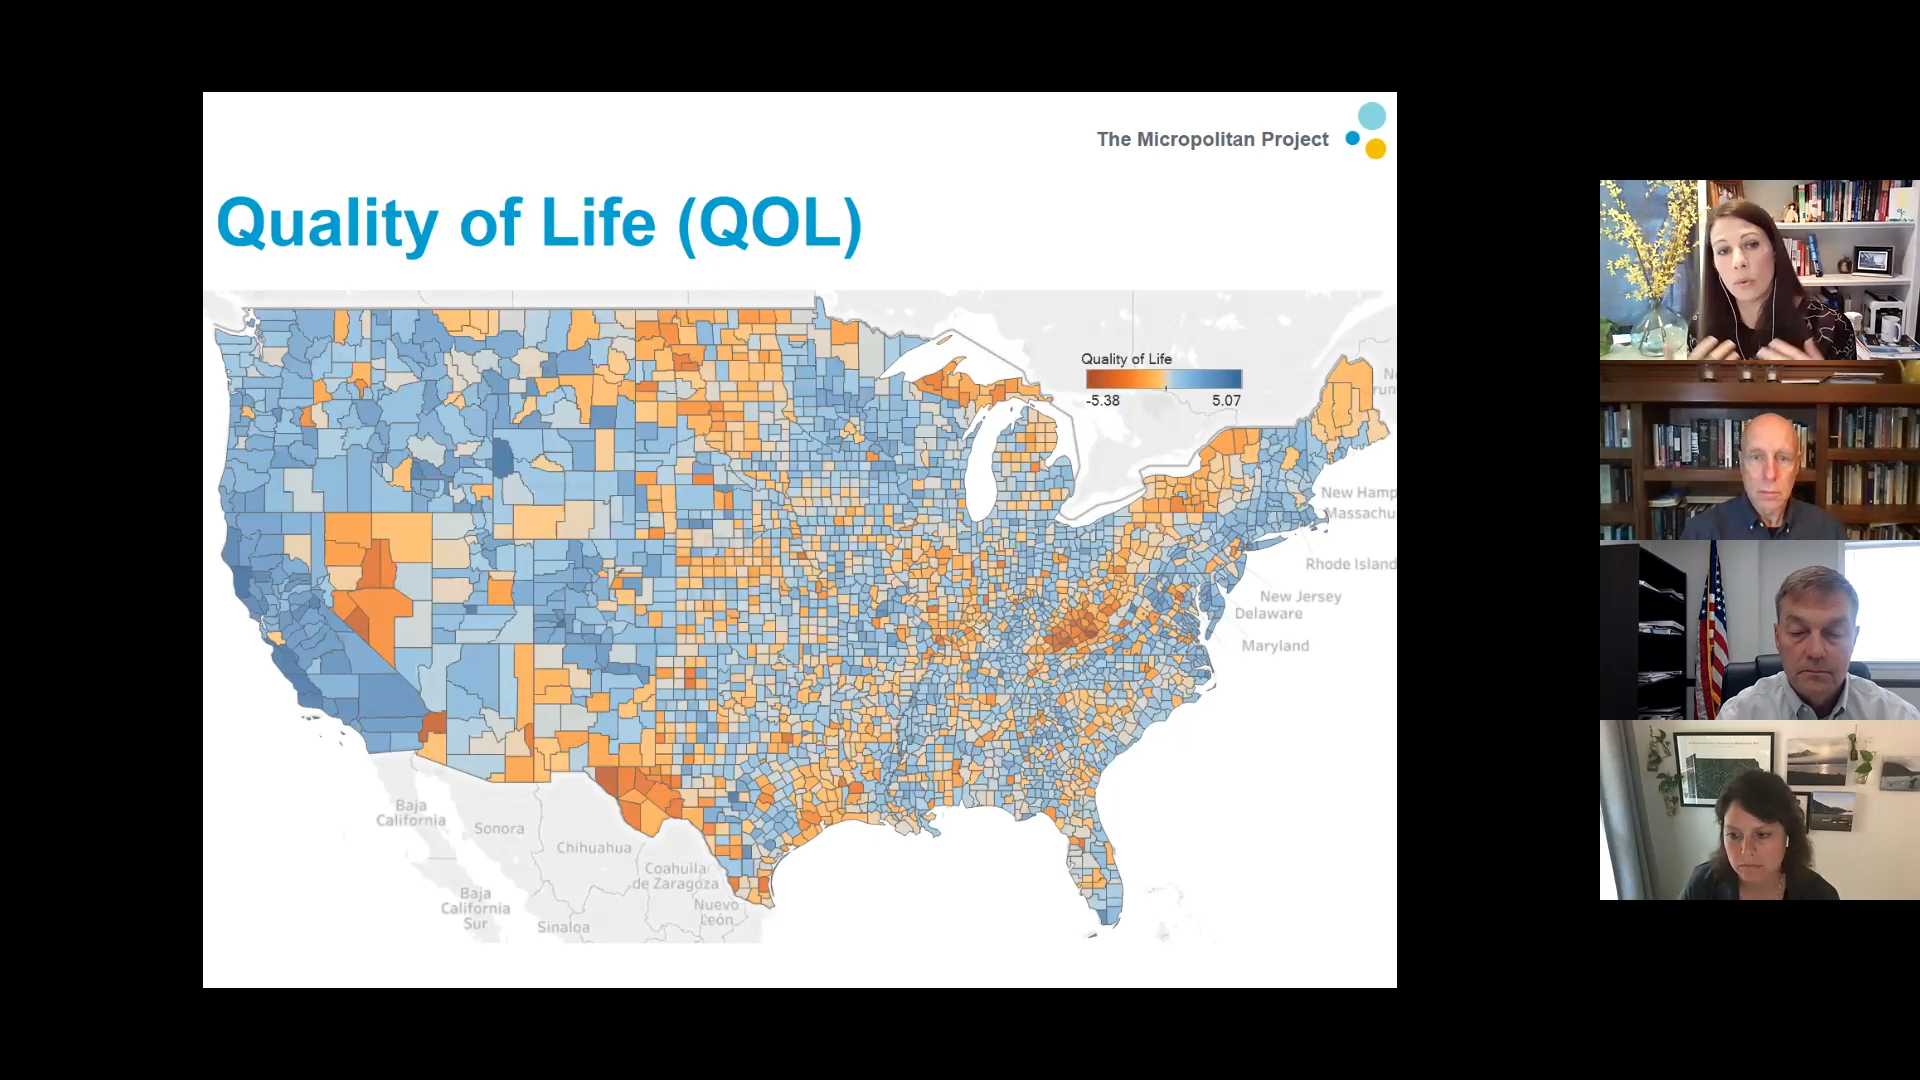 The Micropolitan Project
Quality of Life (QOL)
Quality of Life
-5.38 5.07
New Hamp
Massachu
Rhode Island
New Jersey
Delaware
Maryland
Baja
California
Sonora
Chihuahua
Coahuila
de Zaragoza
Nuevo
León
Baja
California
Sur
Sinaloa